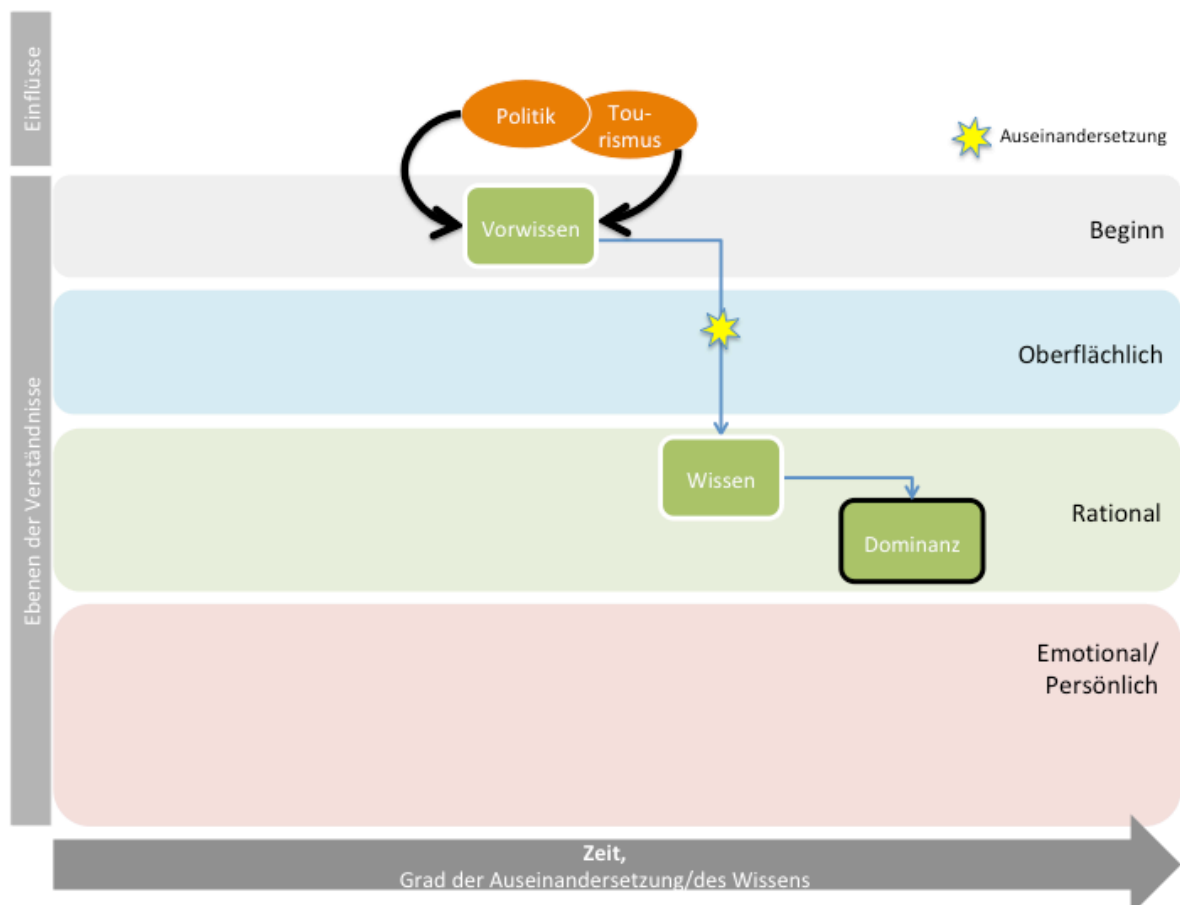 Einflüsse
Politik
Tou-
rismus
Auseinandersetzung
Ebenen der Verständnisse
Vorwissen
Beginn
Oberflächlich
Wissen
Rational
Dominanz
Emotional/
Persönlich
Zeit,
Grad der Auseinandersetzung/des Wissens